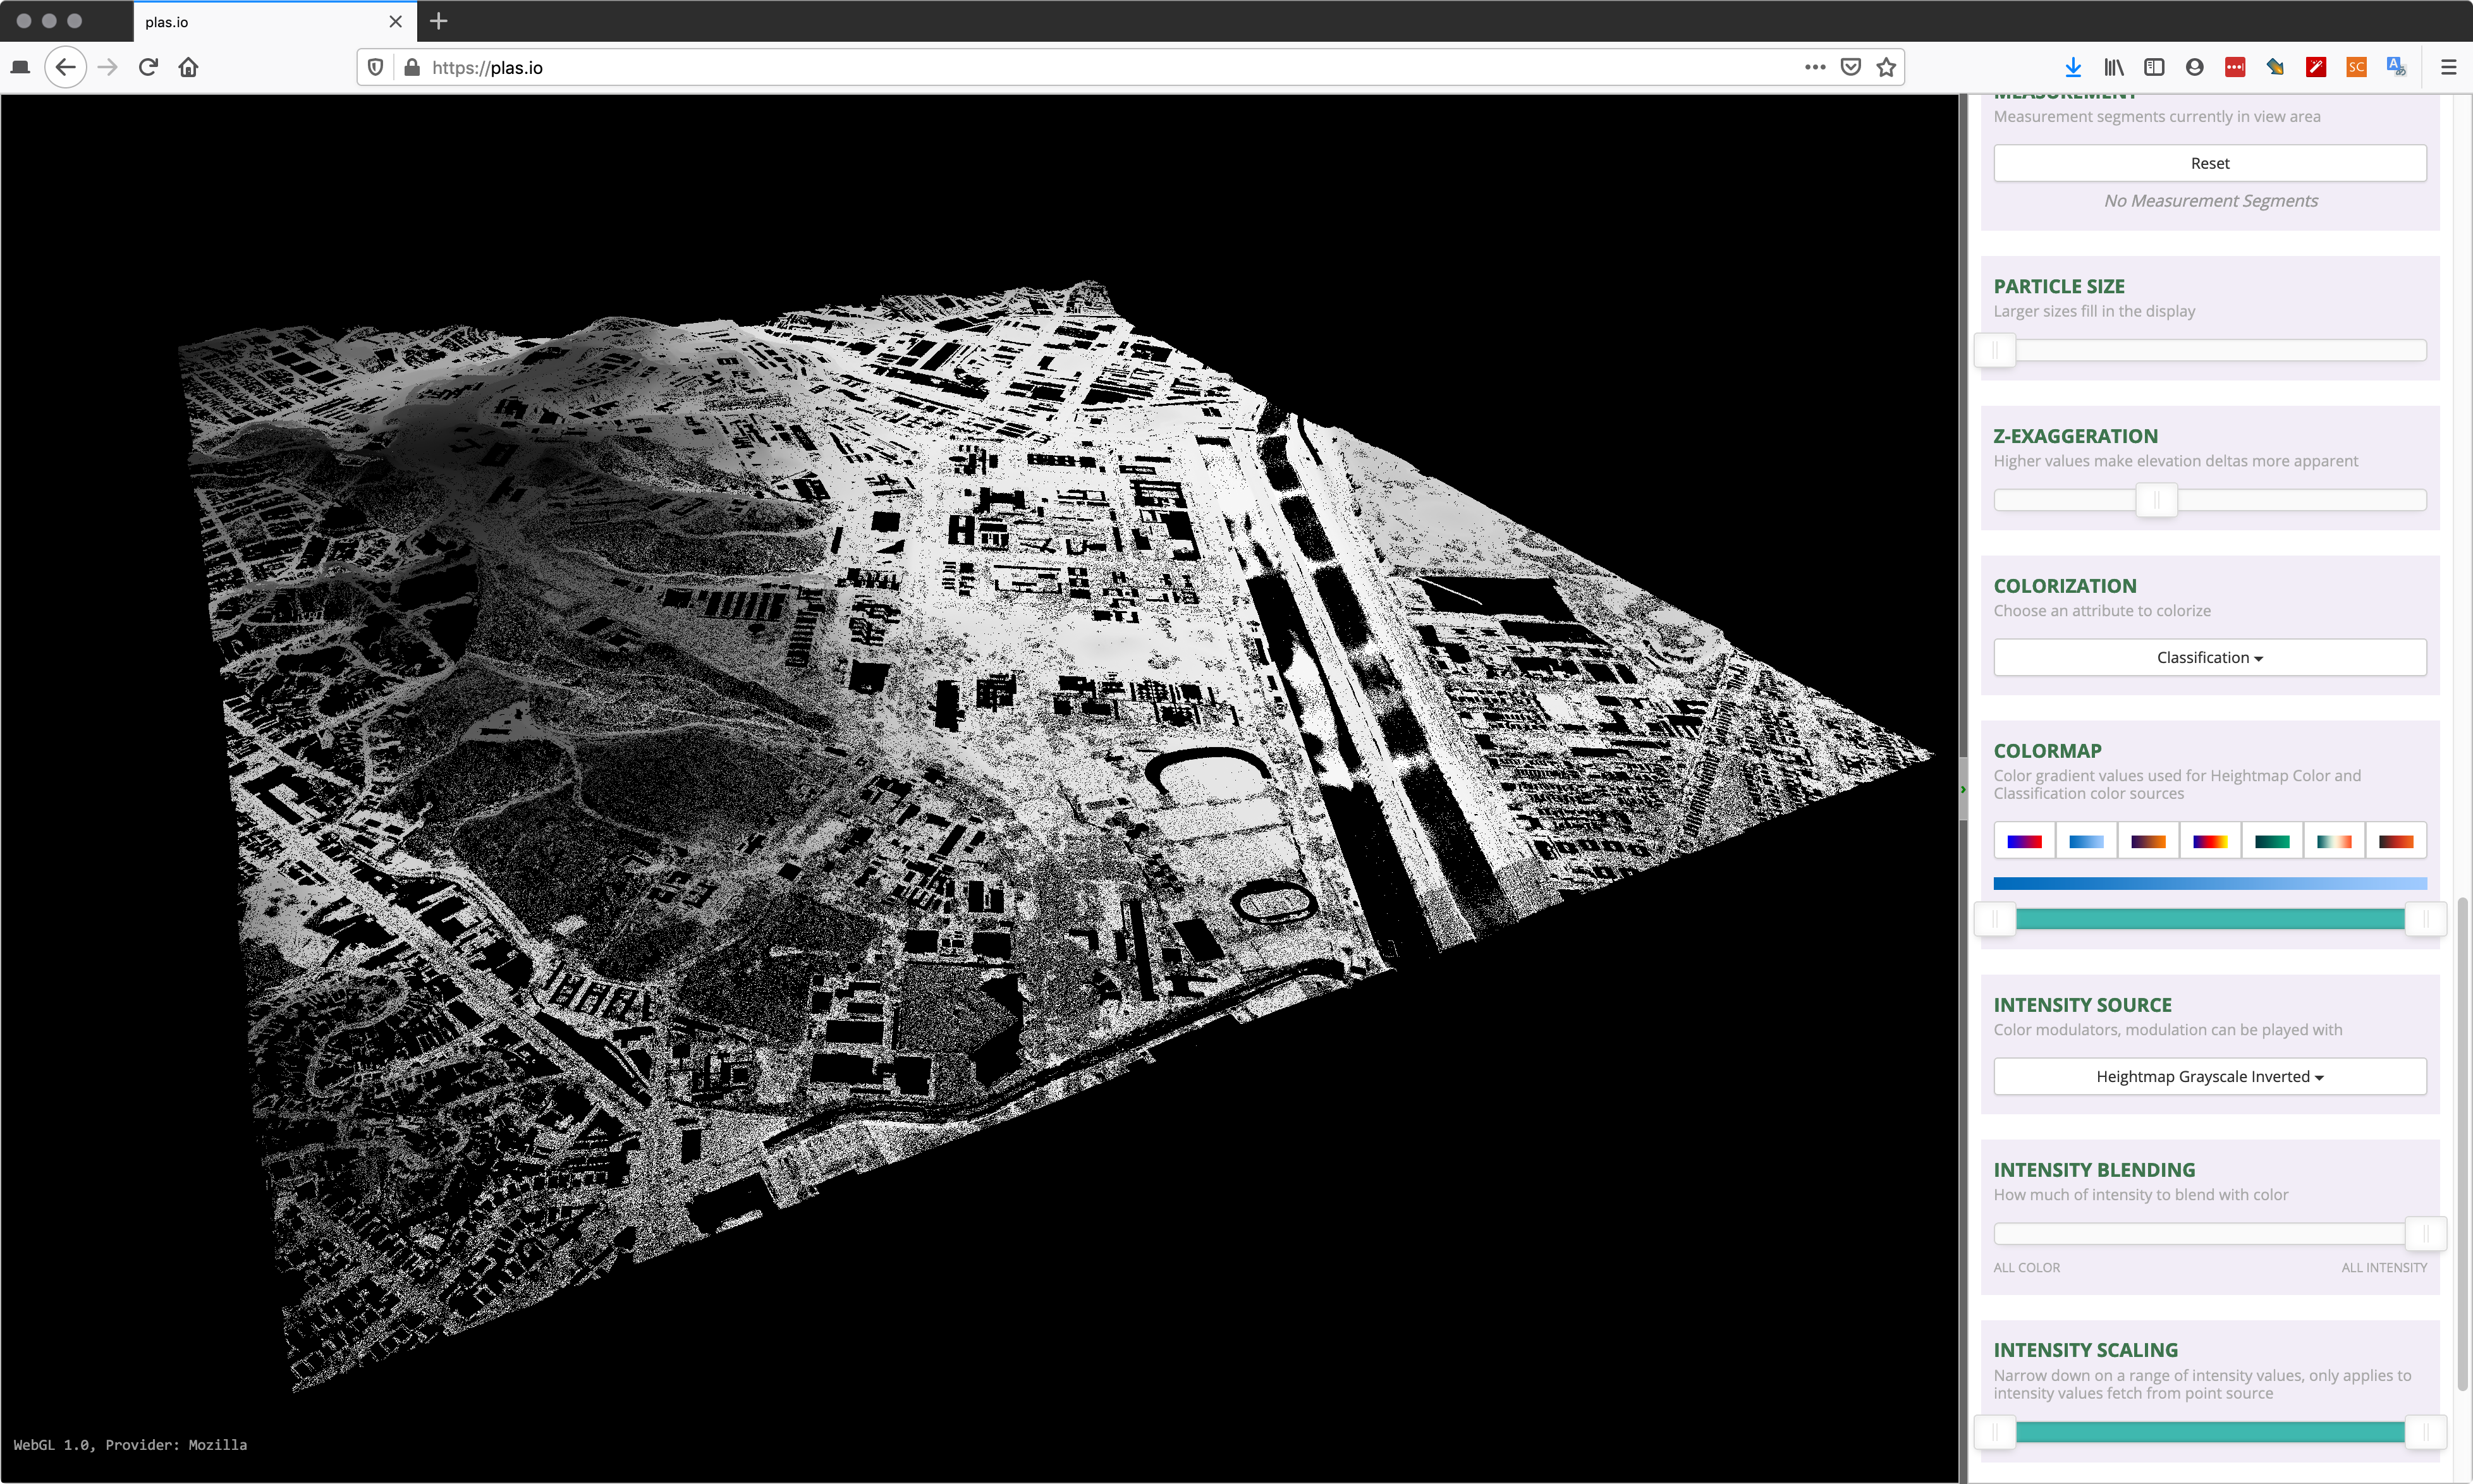 plas.io
https://plas.io
SC
MEASUREMENT
Measurement segments currently in view area
Reset
No Measurement Segments
PARTICLE SIZE
Larger sizes fill in the display
Z-EXAGGERATION
Higher values make elevation deltas more apparent
COLORIZATION
Choose an attribute to colorize
Classification
COLORMAP
Color gradient values used for Heightmap Color and
Classification color sources
INTENSITY SOURCE
Color modulators, modulation can be played with
Heightmap Grayscale Inverted
INTENSITY BLENDING
How much of intensity to blend with color
ALL COLOR ALL INTENSITY
INTENSITY SCALING
Narrow down on a range of intensity values, only applies to
intensity values fetch from point source
WebGL 1.0, Provider: Mozilla